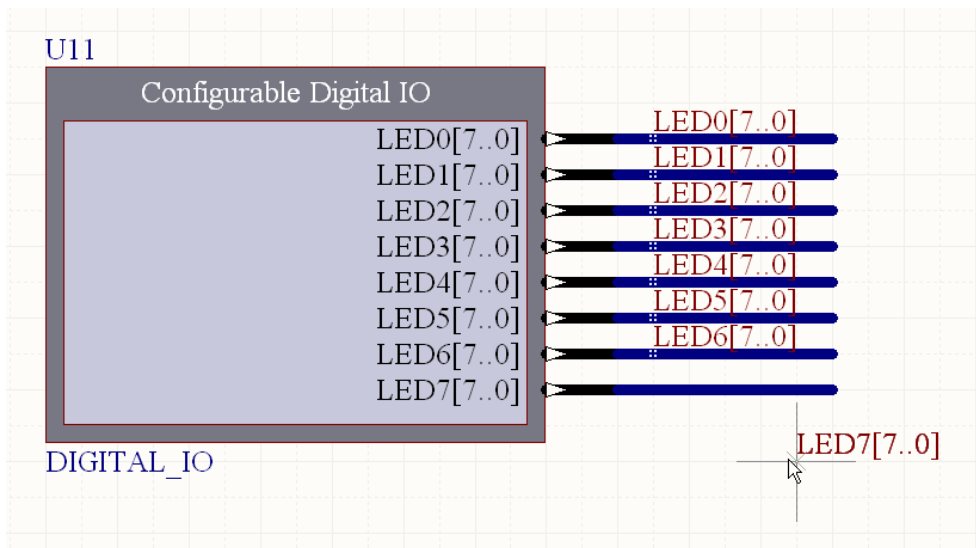 U11
Configurable Digital IO
LED0[7..0] LED0[7..0]
LED1[7..0] LED1[7..0]
LED2[7..0] LED2[7..0]
LED3[7..0] LED3[7..0]
LED4[7..0] LED4[7..0]
LED5[7..0] LED5[7..0]
LED6[7..0] LED6[7..0]
LED7[7..0]
LED7[7..0]
DIGITAL_IO